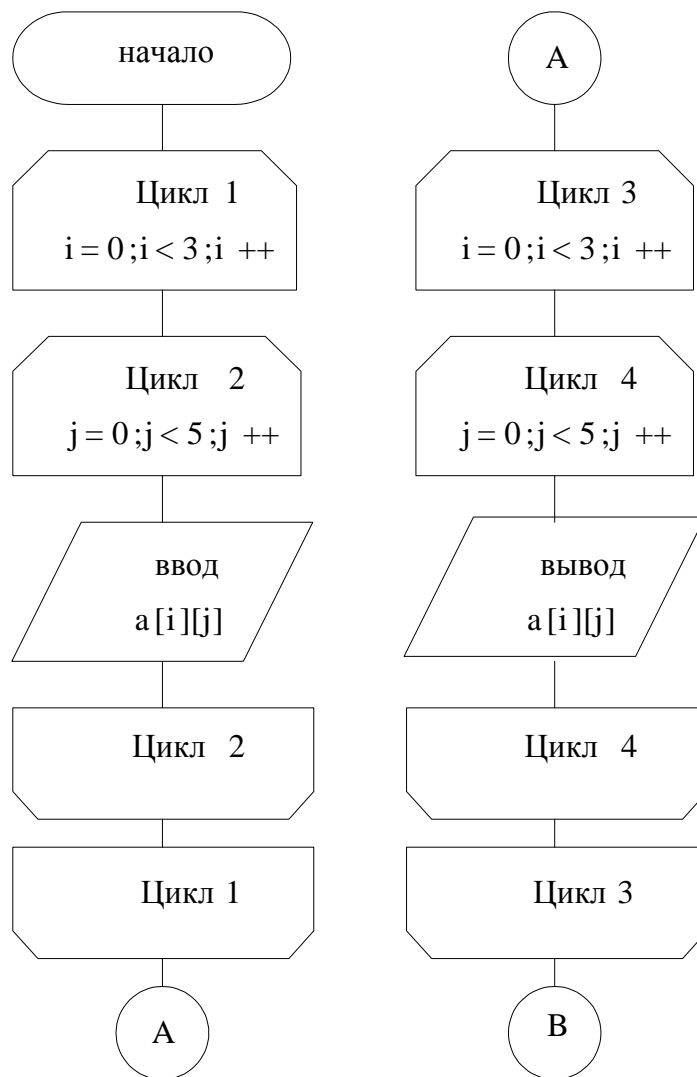 начало
Цикл 1
i = 0 ; i < 3 ; i ++
Цикл 2
j = 0 ; j < 5 ; j ++
ввод
a [ i ] [ j ]
Цикл 2
Цикл 1
А
А
Цикл 3
i = 0 ; i < 3 ; i ++
Цикл 4
j = 0 ; j < 5 ; j ++
вывод
a [ i ] [ j ]
Цикл 4
Цикл 3
В